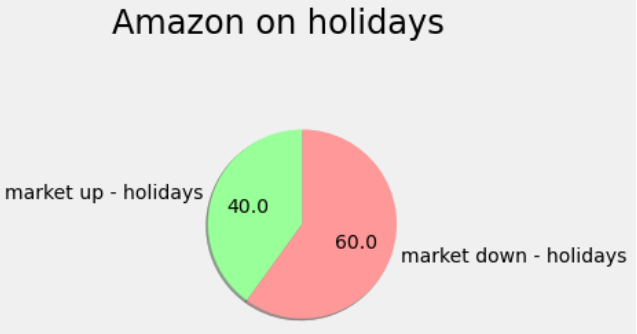 Amazon on holidays
market up - holidays
40.0
60.0
market down - holidays